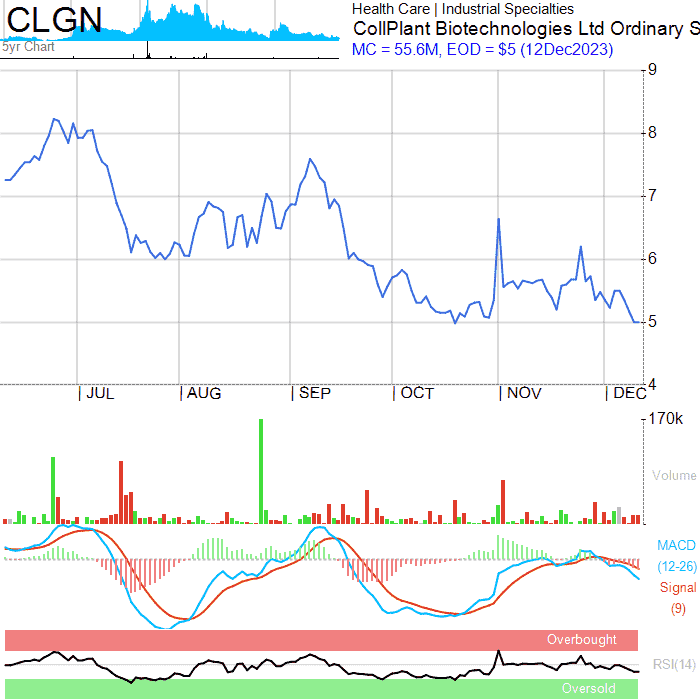 CLGN
5yr Chart
Health Care | Industrial Specialties
CollPlant Biotechnologies Ltd Ordinary S
MC = 55.6M, EOD = $5 (12Dec2023)
9
8
7
6
5
4
JUL AUG SEP OCT NOV DEC
170k
Volume
MACD
(12-26)
Signal
(9)
Overbought
RSI(14)
Oversold